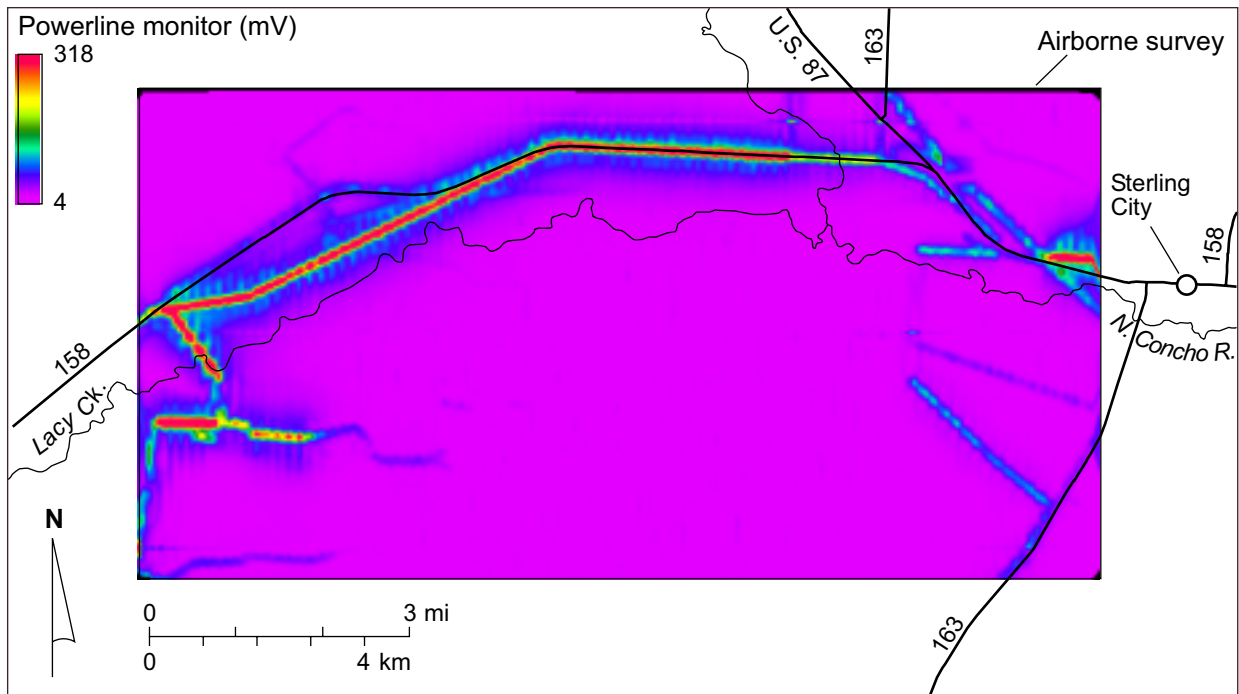 Powerline monitor (mV)
318
4
U.S. 87
163
Airborne survey
Sterling
City
158
N. Concho R.
158
Lacy Ck.
N
0 3 mi
0 4 km
163